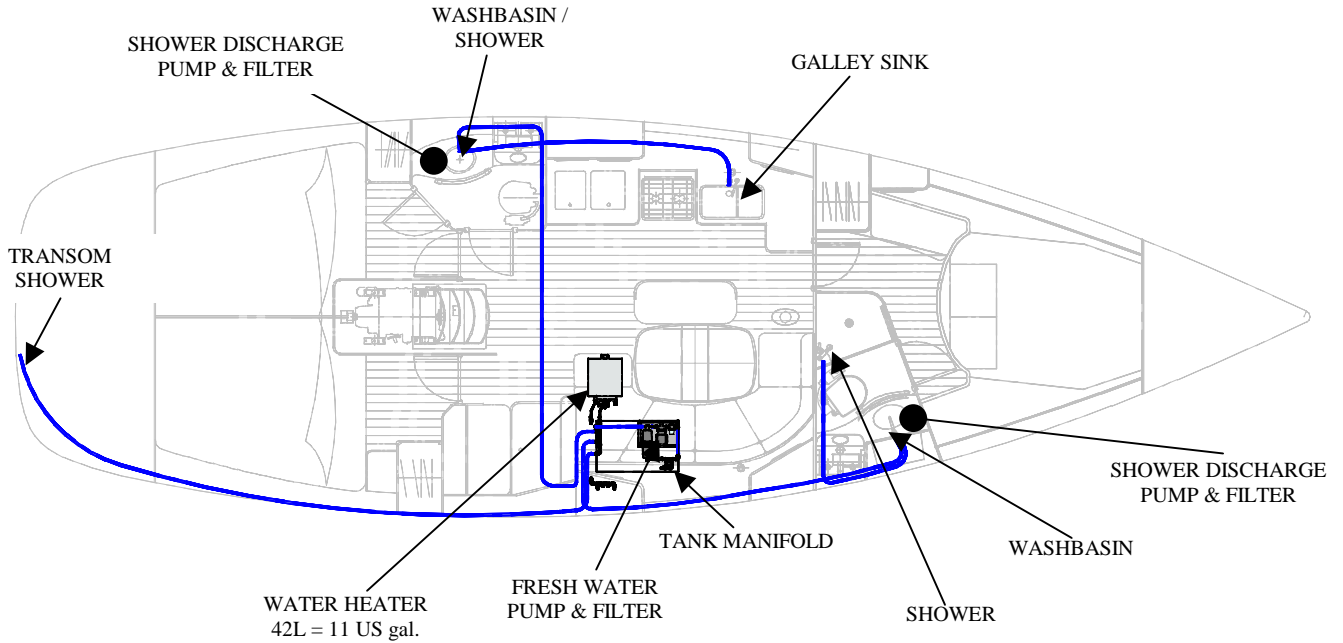 WASHBASIN /
SHOWER
SHOWER DISCHARGE
PUMP & FILTER
GALLEY SINK
TRANSOM
SHOWER
SHOWER DISCHARGE
PUMP & FILTER
TANK MANIFOLD
WASHBASIN
FRESH WATER
PUMP & FILTER
WATER HEATER
42L = 11 US gal.
SHOWER